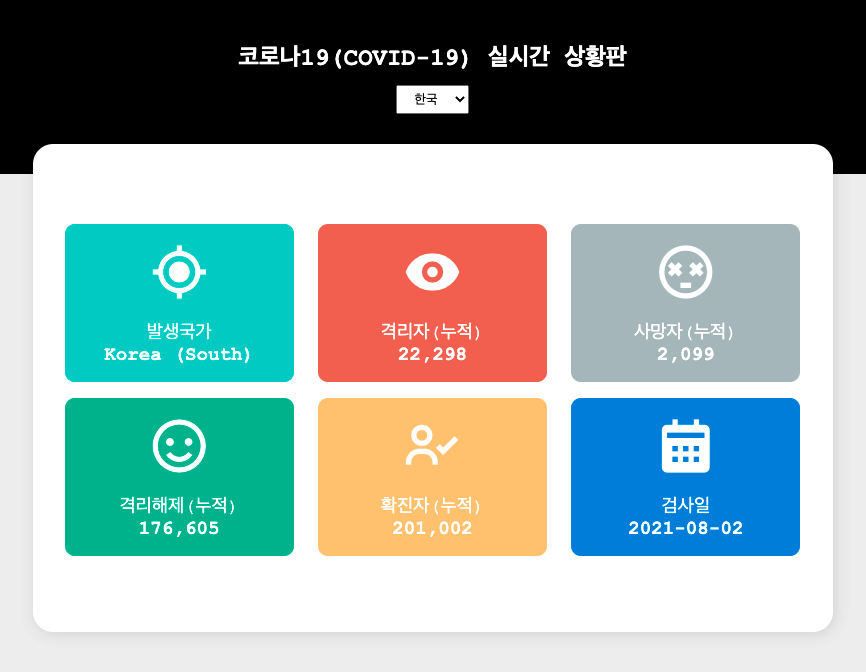 코로나19(COVID-19) 실시간 상황판
한국
발생국가
Korea (South)
격리자(누적)
22,298
사망자(누적)
2,099
격리해제(누적)
176,605
확진자(누적)
201,002
검사일
2021-08-02